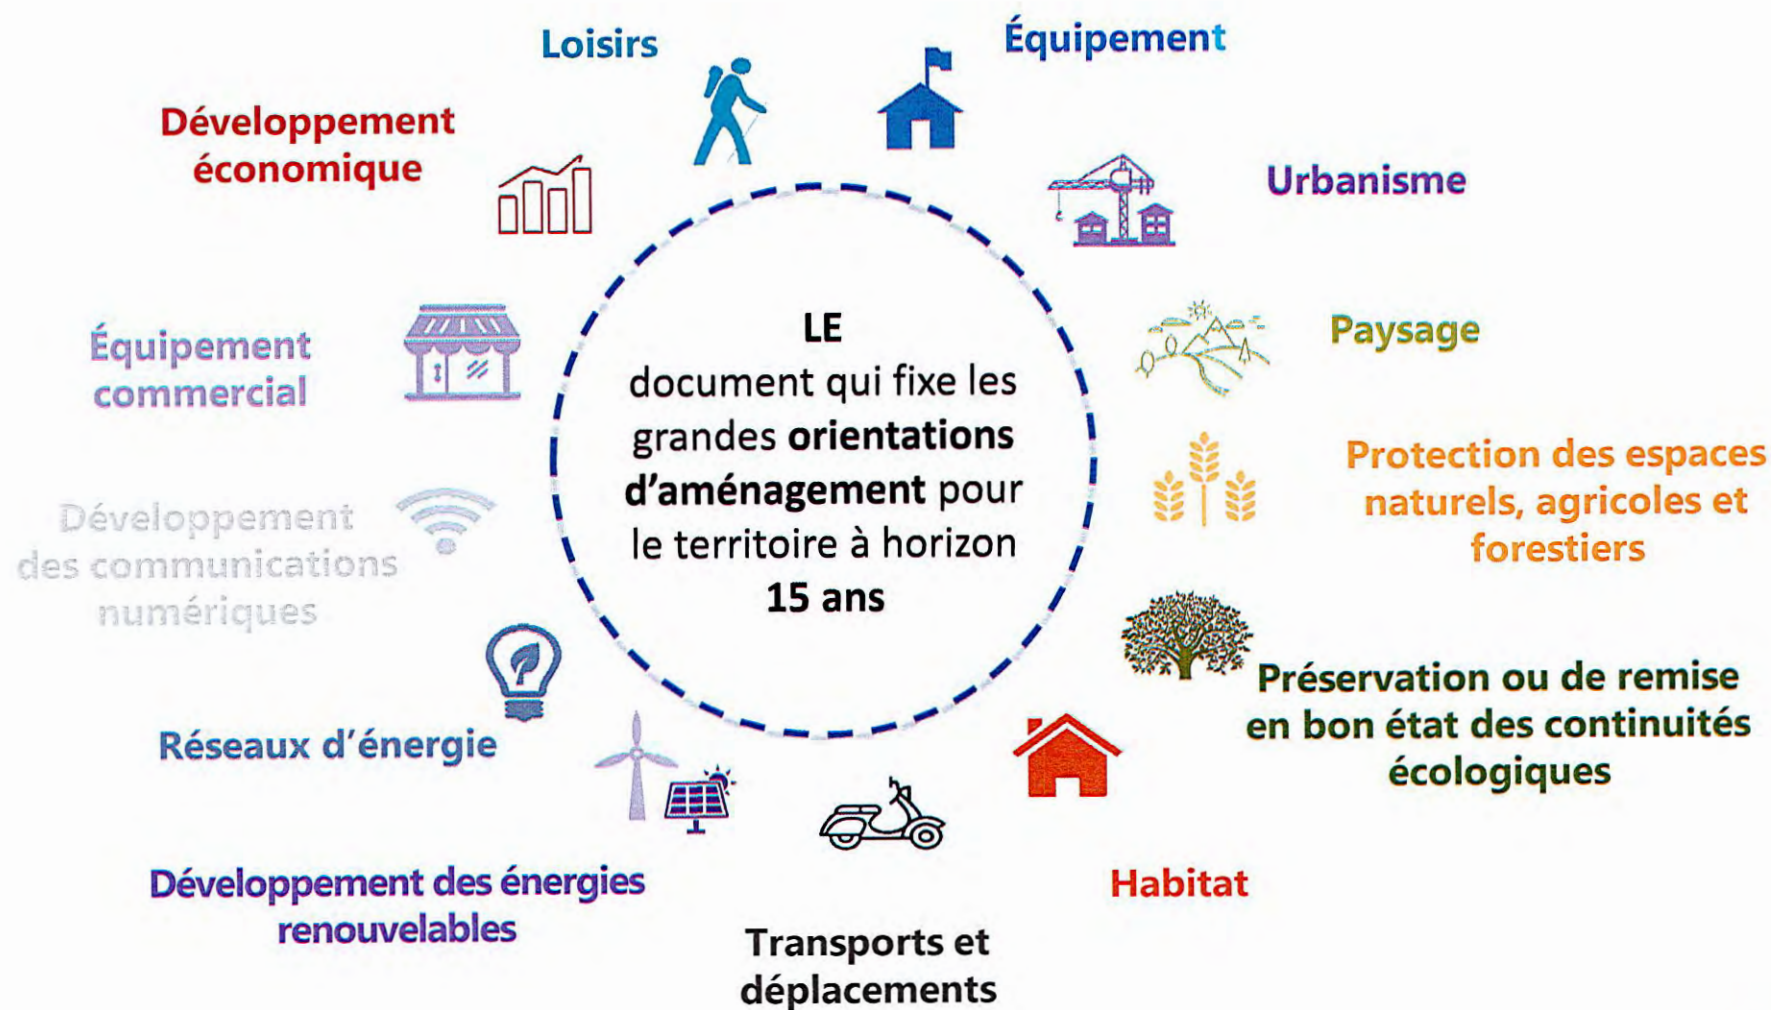 Loisirs
Équipement
Développement
économique
Urbanisme
LE
document qui fixe les
grandes orientations
d'aménagement pour
le territoire à horizon
15 ans
Paysage
Équipement
commercial
Protection des espaces
naturels, agricoles et
forestiers
Développement
des communications
numériques
Préservation ou de remise
en bon état des continuités
écologiques
Réseaux d'énergie
Habitat
Développement des énergies
renouvelables
Transports et
déplacements